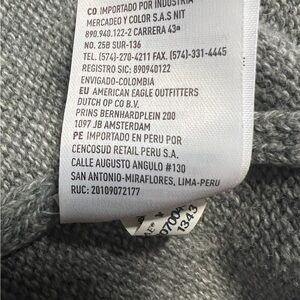 CO IMPORTADO POR INDUSTRIA
MERCADEO Y COLOR S.A.S NIT
890.940.122-2 CARRERA 43ª
NO. 25B SUR-136
TEL. (574)-270-4211 FAX. (574)-331-4445
REGISTRO SIC: 890940122
ENVIGADO-COLOMBIA
EU AMERICAN EAGLE OUTFITTERS
DUTCH OP CO B.V.
PRINS BERNHARDPLEIN 200
1097 JB AMSTERDAM
PE IMPORTADO EN PERU POR
CENCOSUD RETAIL PERU S.A.
CALLE AUGUSTO ANGULO #130
SAN ANTONIO-MIRAFLORES, LIMA-PERU
RUC: 20109072177